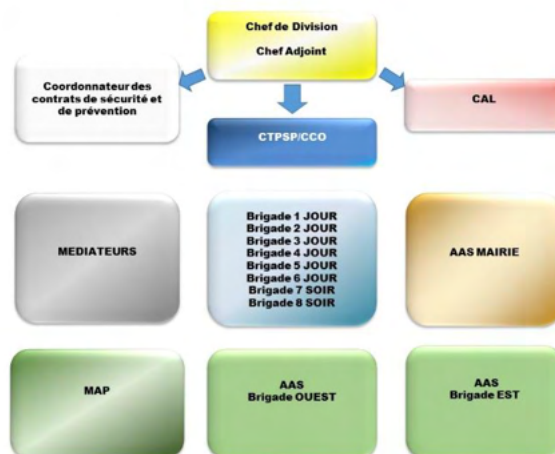 Chef de Division
Chef Adjoint
Coordonnateur des
contrats de sécurité et
de prévention
CAL
CTPSP/CCO
MEDIATEURS
Brigade 1 JOUR
Brigade 2 JOUR
Brigade 3 JOUR
Brigade 4 JOUR
Brigade 5 JOUR
Brigade 6 JOUR
Brigade 7 SOIR
Brigade 8 SOIR
AAS MAIRIE
MAP
AAS
Brigade OUEST
AAS
Brigade EST